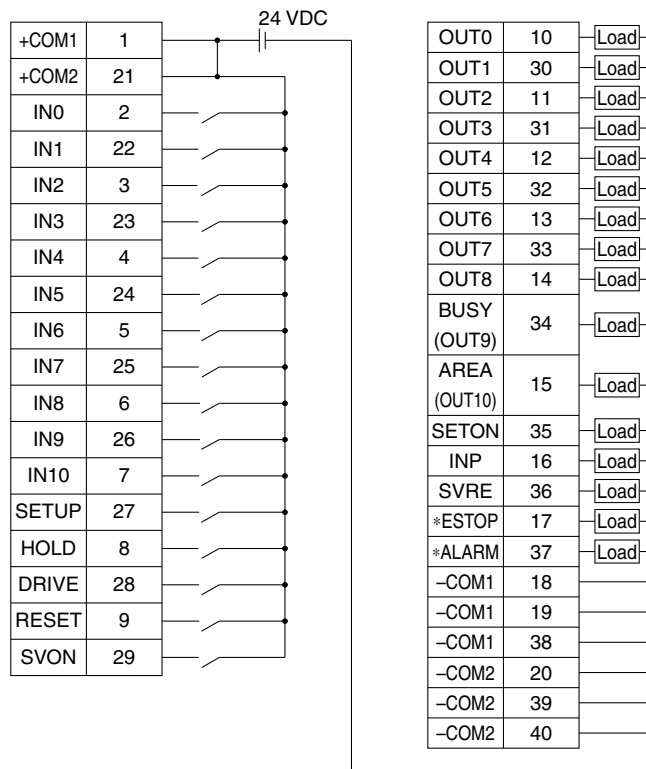 24 VDC
+COM1 1
+COM2 21
IN0 2
IN1 22
IN2 3
IN3 23
IN4 4
IN5 24
IN6 5
IN7 25
IN8 6
IN9 26
IN10 7
SETUP 27
HOLD 8
DRIVE 28
RESET 9
SVON 29
OUT0 10 Load
OUT1 30 Load
OUT2 11 Load
OUT3 31 Load
OUT4 12 Load
OUT5 32 Load
OUT6 13 Load
OUT7 33 Load
OUT8 14 Load
BUSY
(OUT9) 34 Load
AREA
(OUT10) 15 Load
SETON 35 Load
INP 16 Load
SVRE 36 Load
*ESTOP 17 Load
*ALARM 37 Load
–COM1 18
–COM1 19
–COM1 38
–COM2 20
–COM2 39
–COM2 40